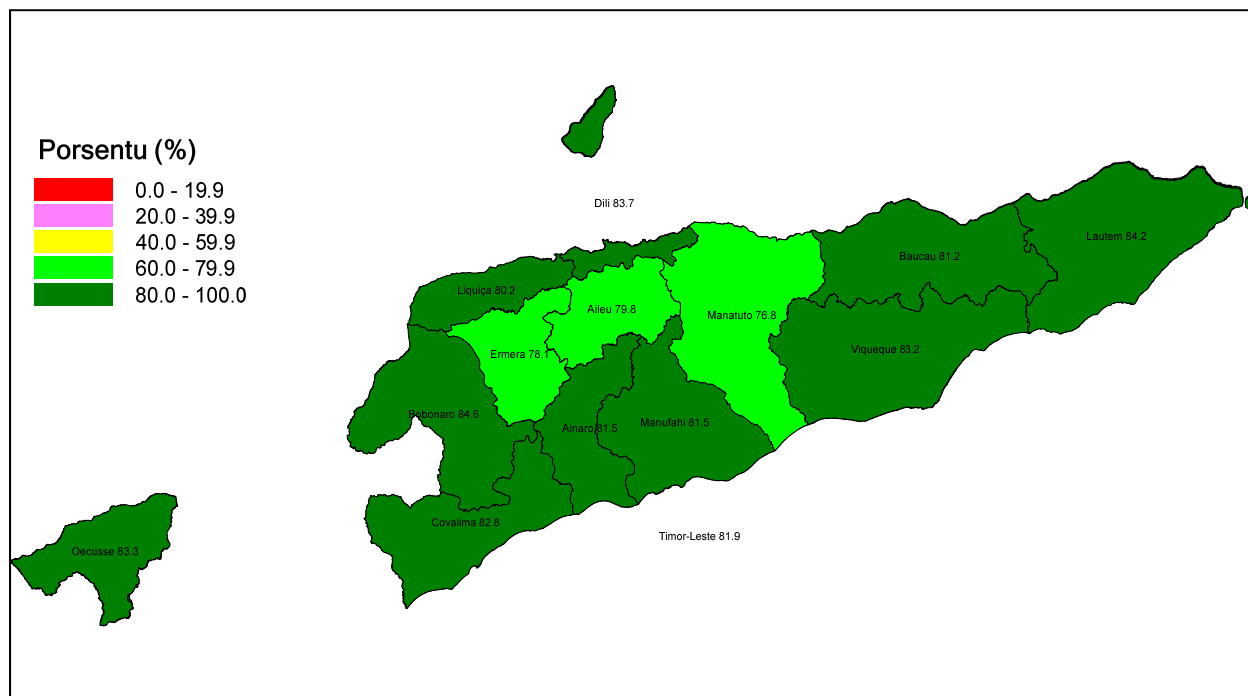 Porsentu (%)
0.0 - 19.9
20.0 - 39.9
40.0 - 59.9
60.0 - 79.9
80.0 - 100.0
Dili 83.7
Lautem 84.2
Baucau 81.2
Liquiça 80.2
Aileu 79.8
Manatuto 76.8
Viqueque 83.2
Ermera 78.1
Bobonaro 84.6
Ainaro 81.5
Manufahi 81.5
Covalima 82.8
Timor-Leste 81.9
Oecusse 83.3